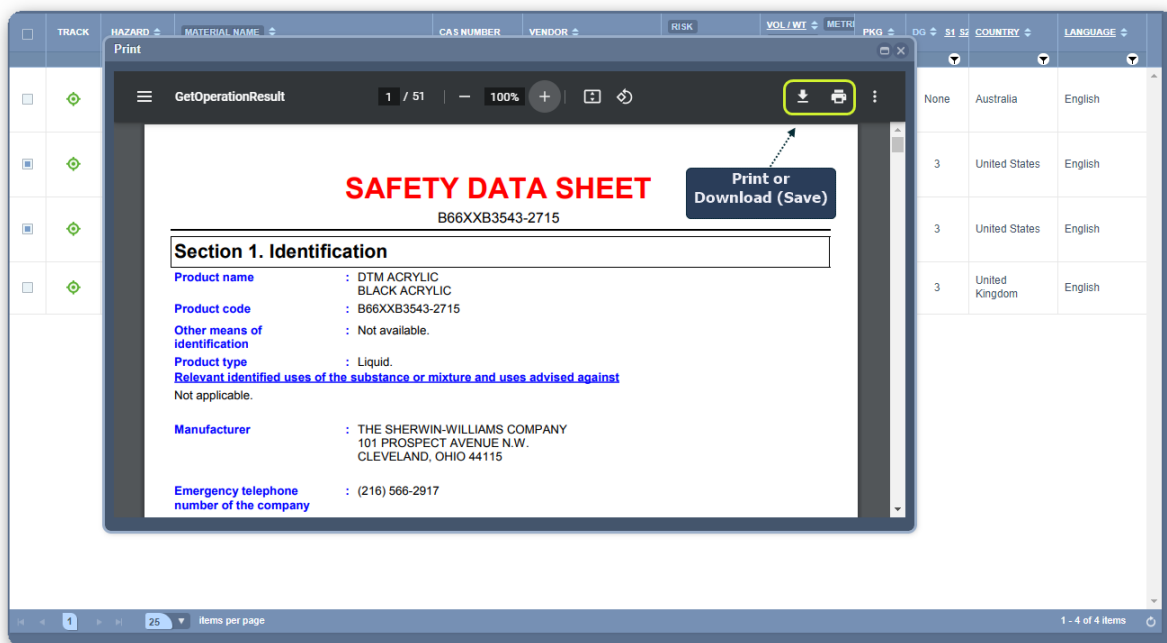 TRACK HAZARD MATERIAL NAME CAS NUMBER VENDOR RISK VOL / WT METRI PKG DG S1 S2 COUNTRY LANGUAGE
Print
GetOperationResult 1 / 51 100%
None Australia English
Print or
Download (Save)
SAFETY DATA SHEET
B66XXB3543-2715
3 United States English
Section 1. Identification
3 United States English
Product name : DTM ACRYLIC
BLACK ACRYLIC
3 United Kingdom English
Product code : B66XXB3543-2715
Other means of
identification : Not available.
Product type : Liquid.
Relevant identified uses of the substance or mixture and uses advised against
Not applicable.
Manufacturer : THE SHERWIN-WILLIAMS COMPANY
101 PROSPECT AVENUE N.W.
CLEVELAND, OHIO 44115
Emergency telephone
number of the company : (216) 566-2917
1 25 items per page 1 - 4 of 4 items